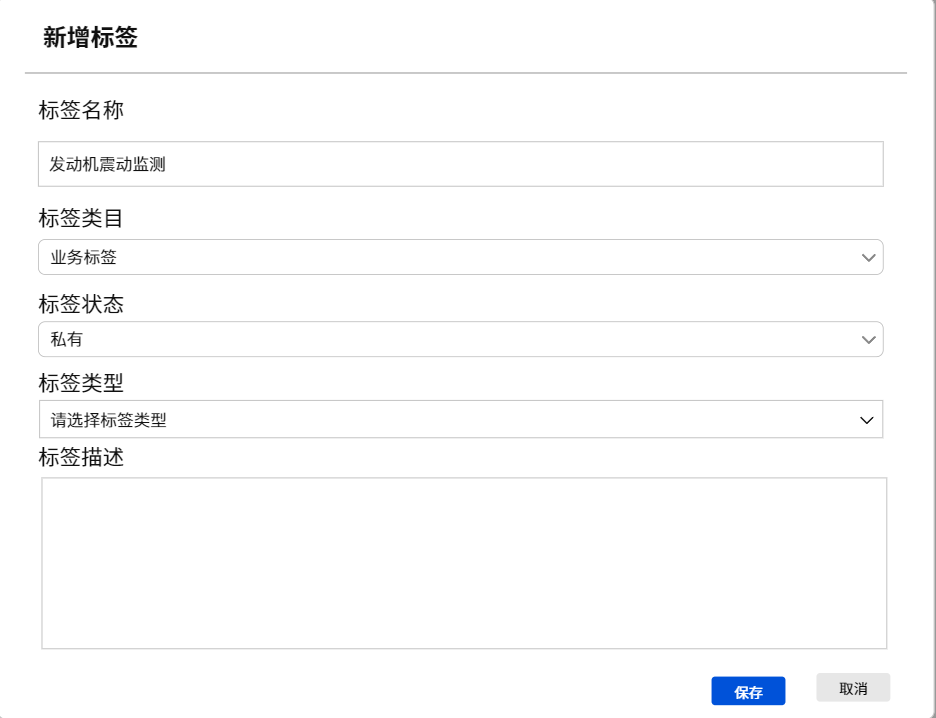 新增标签
标签名称
发动机震动监测
标签类目
业务标签
标签状态
私有
标签类型
请选择标签类型
标签描述
保存
取消